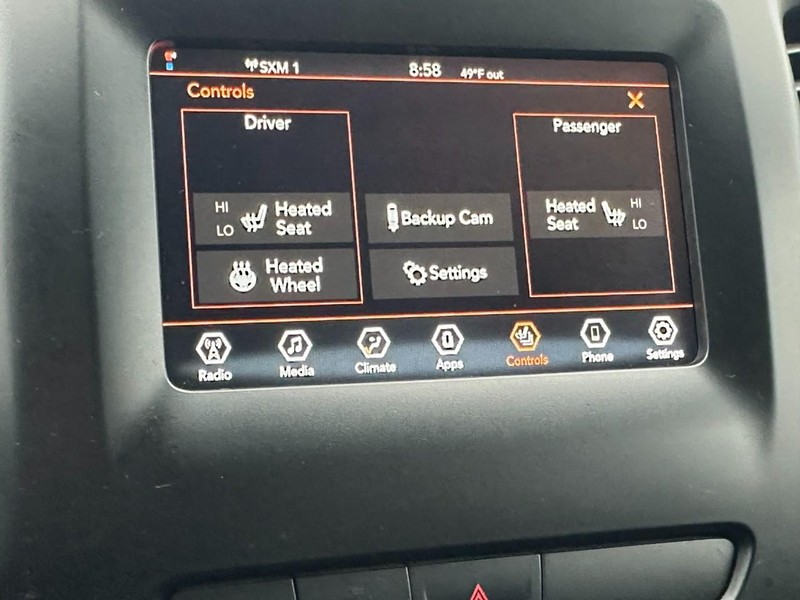 SXM 1
8:58
49°F out
Controls
X
Driver
Passenger
HI
LO
Heated
Seat
Backup Cam
Heated
Seat
HI
LO
Heated
Wheel
Settings
Radio
Media
Climate
Apps
Controls
Phone
Settings